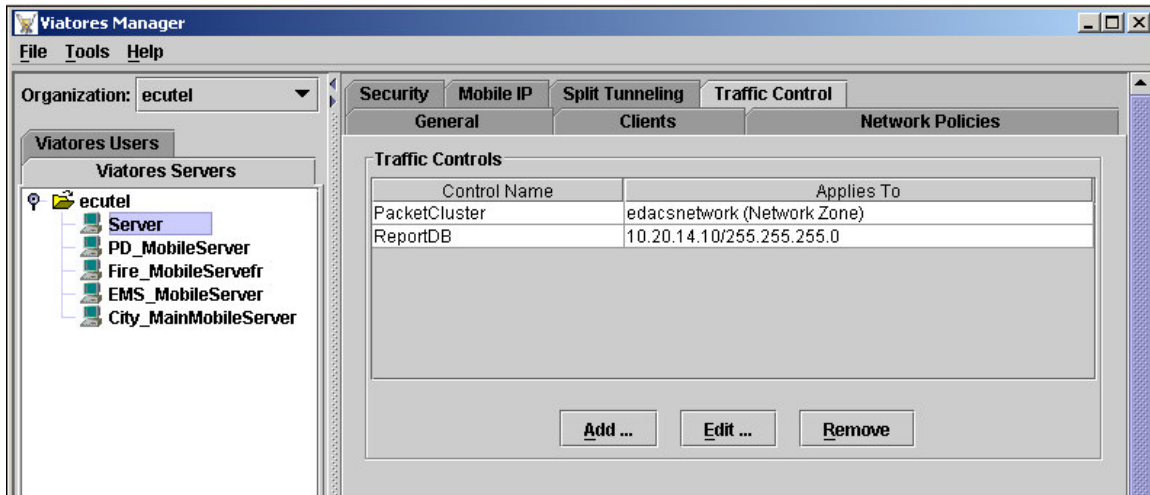 Viatores Manager
File Tools Help
Organization: ecutel
Viatores Users
Viatores Servers
ecutel
Server
PD_MobileServer
Fire_MobileServefr
EMS_MobileServer
City_MainMobileServer
Security Mobile IP Split Tunneling Traffic Control
General Clients Network Policies
Traffic Controls
Control Name Applies To
PacketCluster edacsnetwork (Network Zone)
ReportDB 10.20.14.10/255.255.255.0
Add ... Edit ... Remove